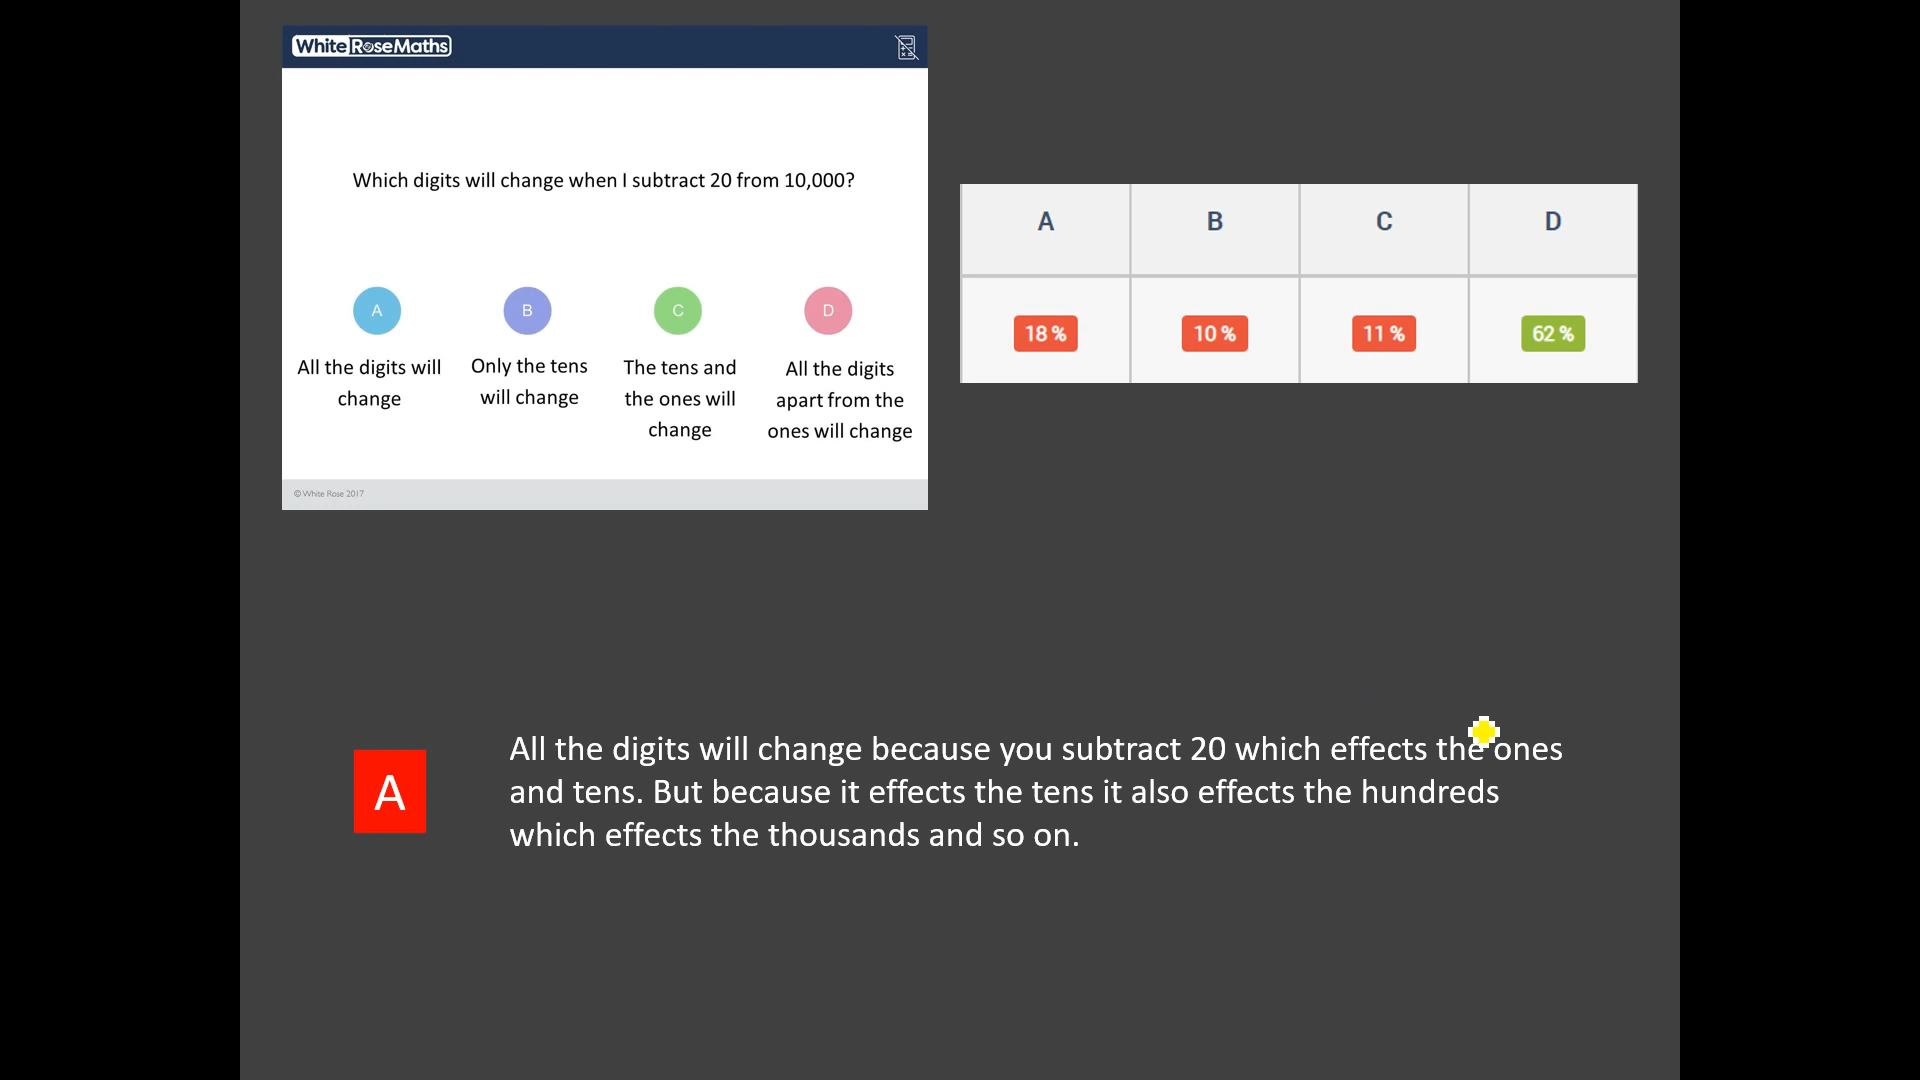 White Rose Maths
Which digits will change when I subtract 20 from 10,000?
A
B
C
D
All the digits will
change
Only the tens
will change
The tens and
the ones will
change
All the digits
apart from the
ones will change
© White Rose 2017
A B C D
18 % 10 % 11 % 62 %
A
All the digits will change because you subtract 20 which effects the ones
and tens. But because it effects the tens it also effects the hundreds
which effects the thousands and so on.